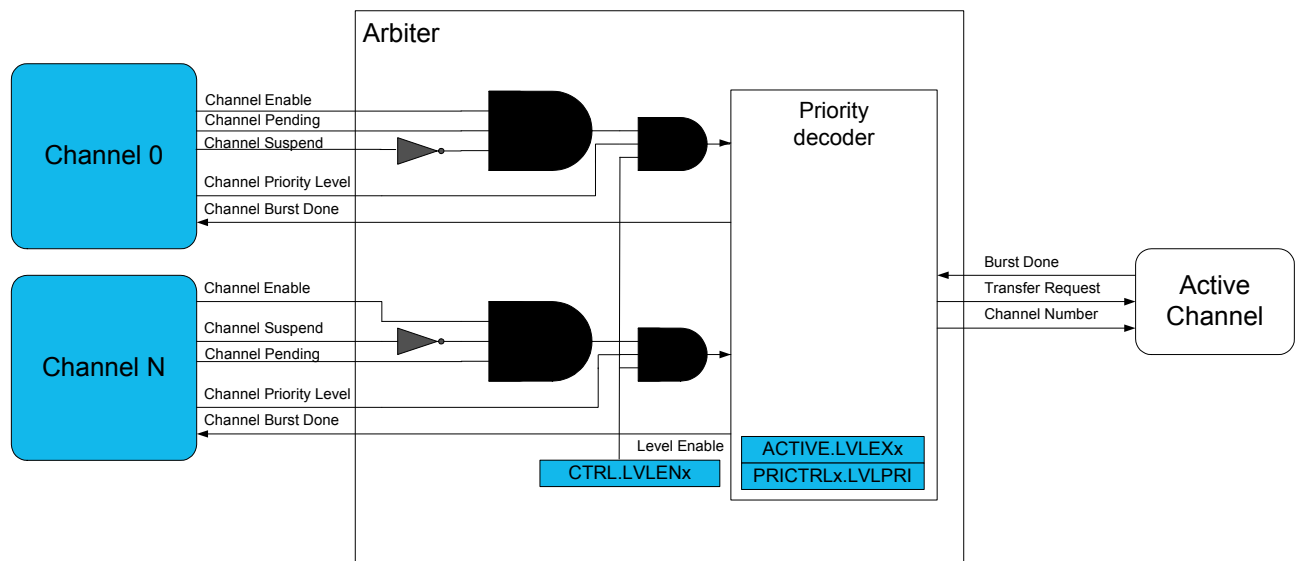 Arbiter
Channel 0
Channel Enable
Channel Pending
Channel Suspend
Channel Priority Level
Channel Burst Done
Priority
decoder
Channel N
Channel Enable
Channel Suspend
Channel Pending
Channel Priority Level
Channel Burst Done
Burst Done
Transfer Request
Channel Number
Active
Channel
Level Enable
CTRL.LVLENx
ACTIVE.LVLEXx
PRICTRLx.LVLPRI